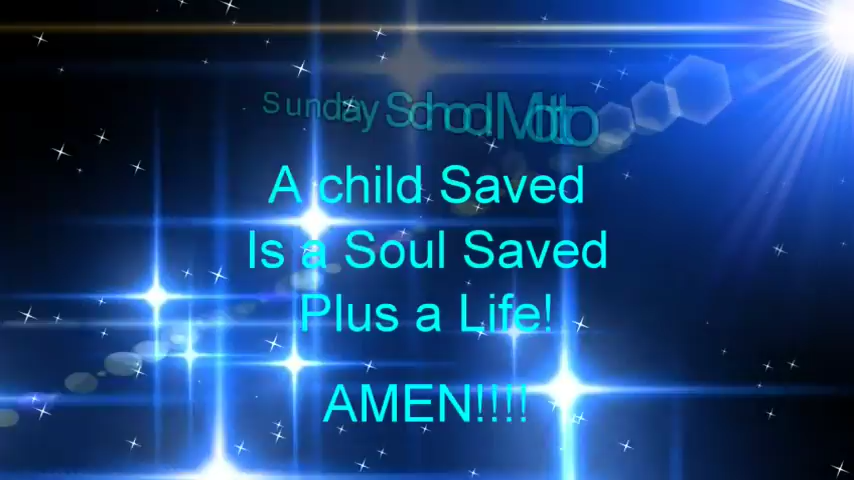 Sunday School Motto
A child Saved
Is a Soul Saved
Plus a Life!
AMEN!!!!